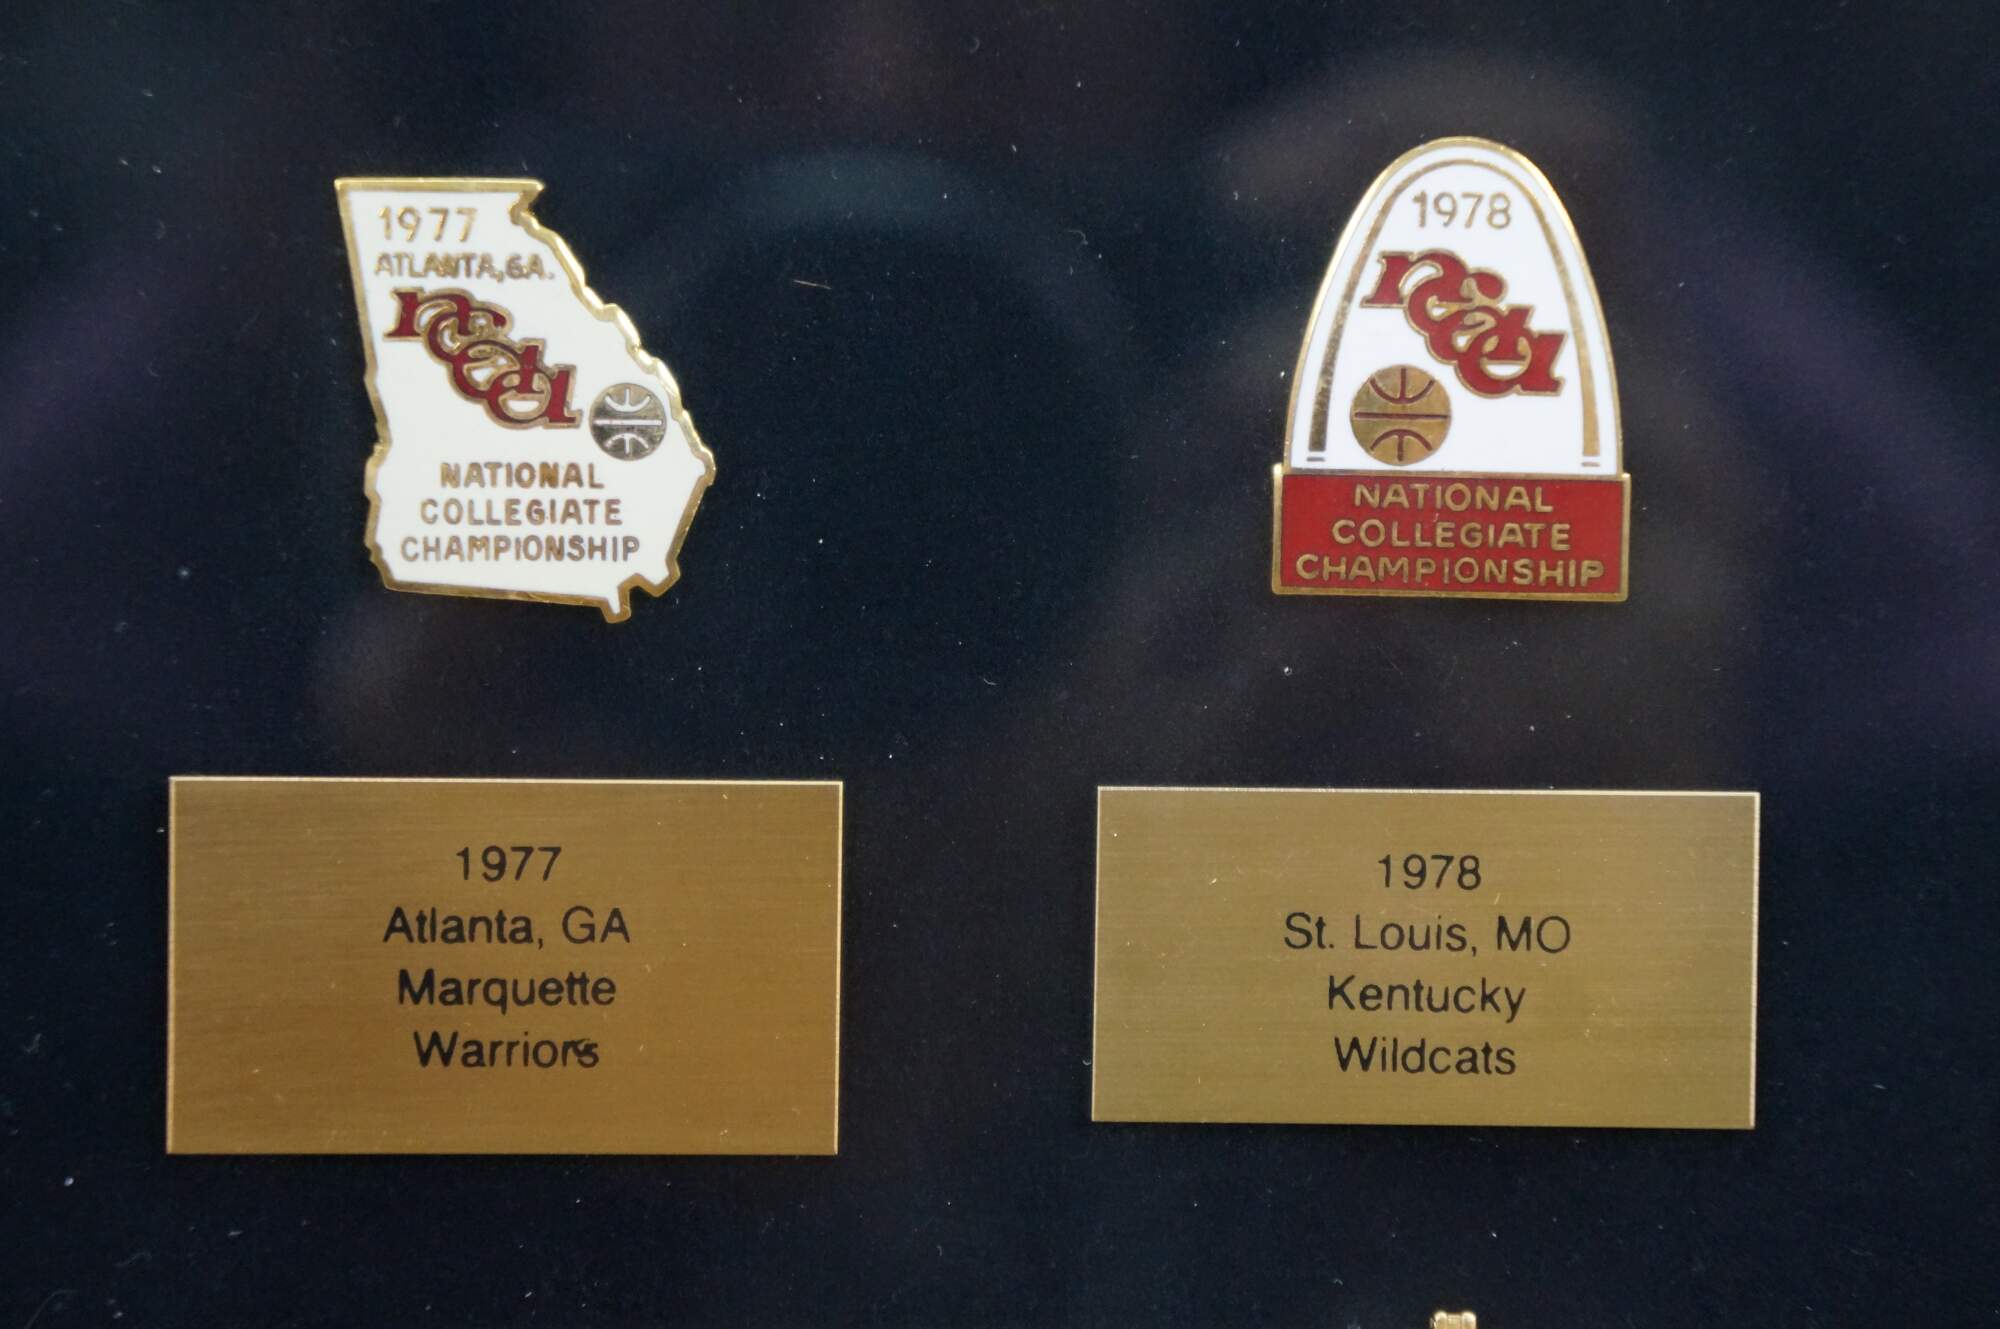 1977
ATLANTA, GA.
ncaa
NATIONAL
COLLEGIATE
CHAMPIONSHIP
1978
ncaa
NATIONAL
COLLEGIATE
CHAMPIONSHIP
1977
Atlanta, GA
Marquette
Warriors
1978
St. Louis, MO
Kentucky
Wildcats